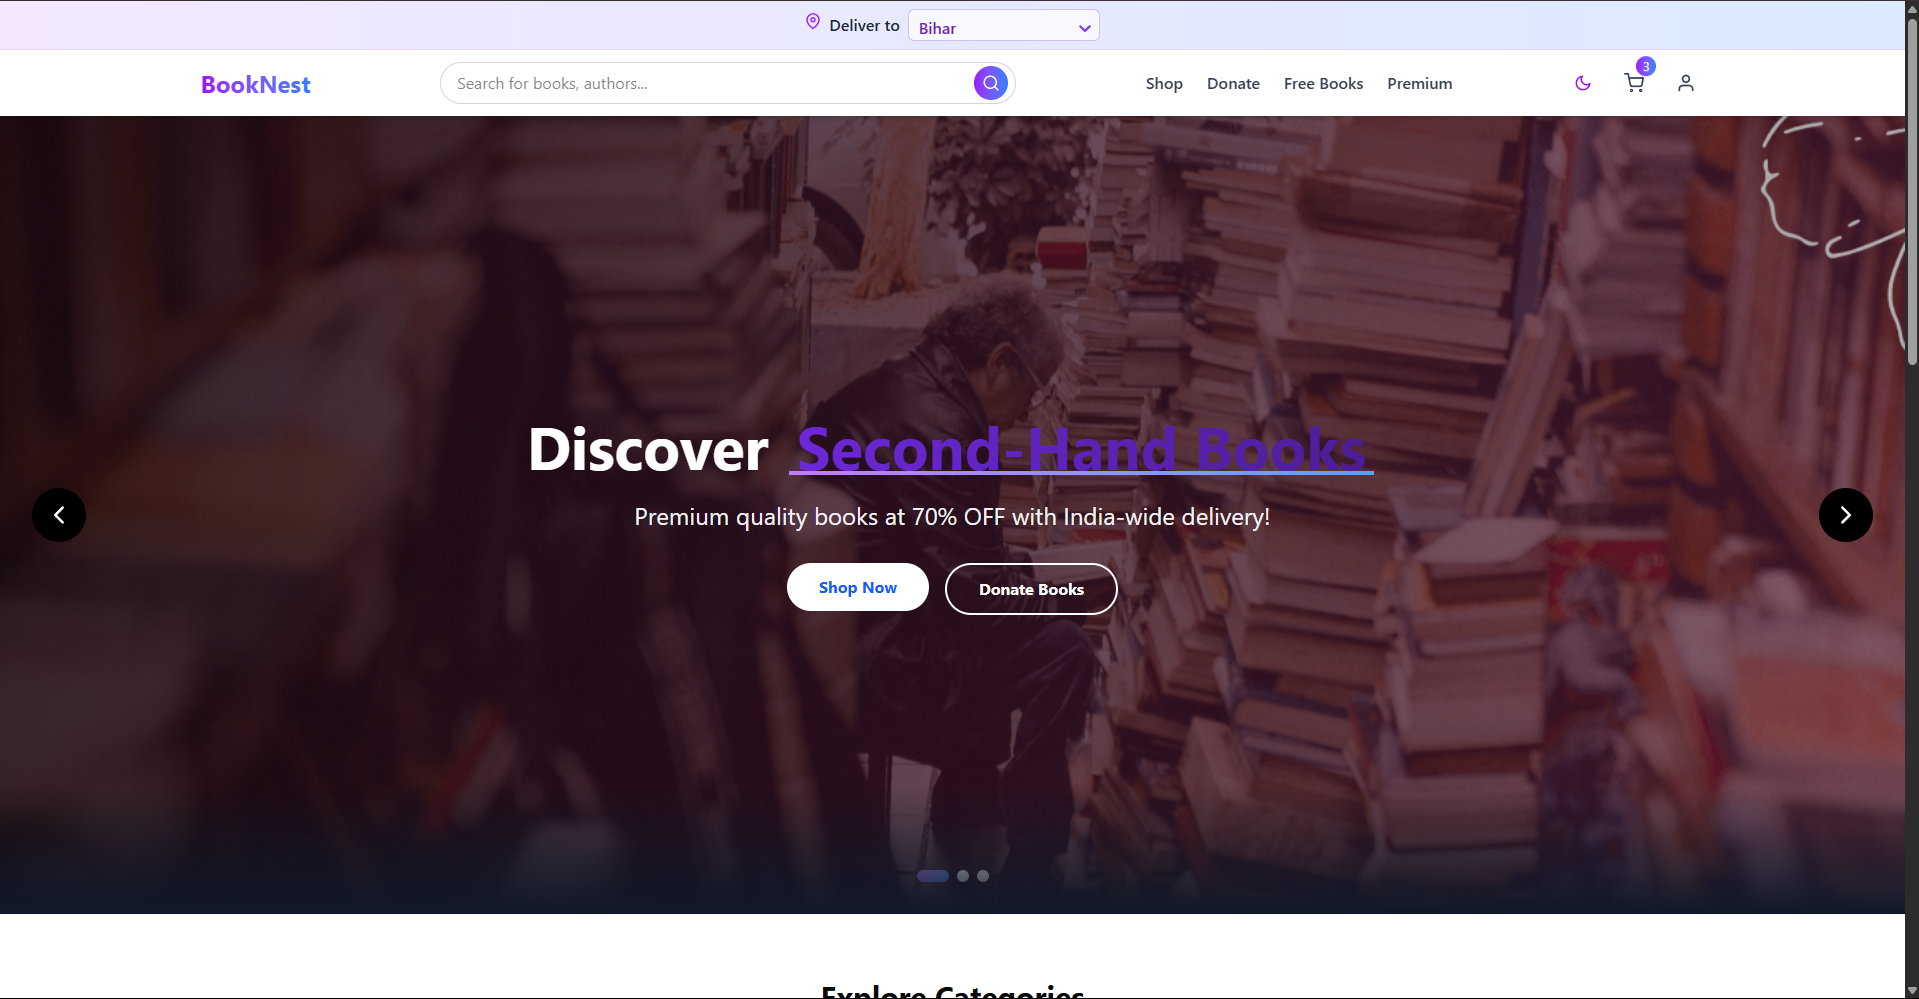 Deliver to Bihar
BookNest Search for books, authors... Shop Donate Free Books Premium 3
Discover Second-Hand Books
Premium quality books at 70% OFF with India-wide delivery!
Shop Now Donate Books
Explore Categories